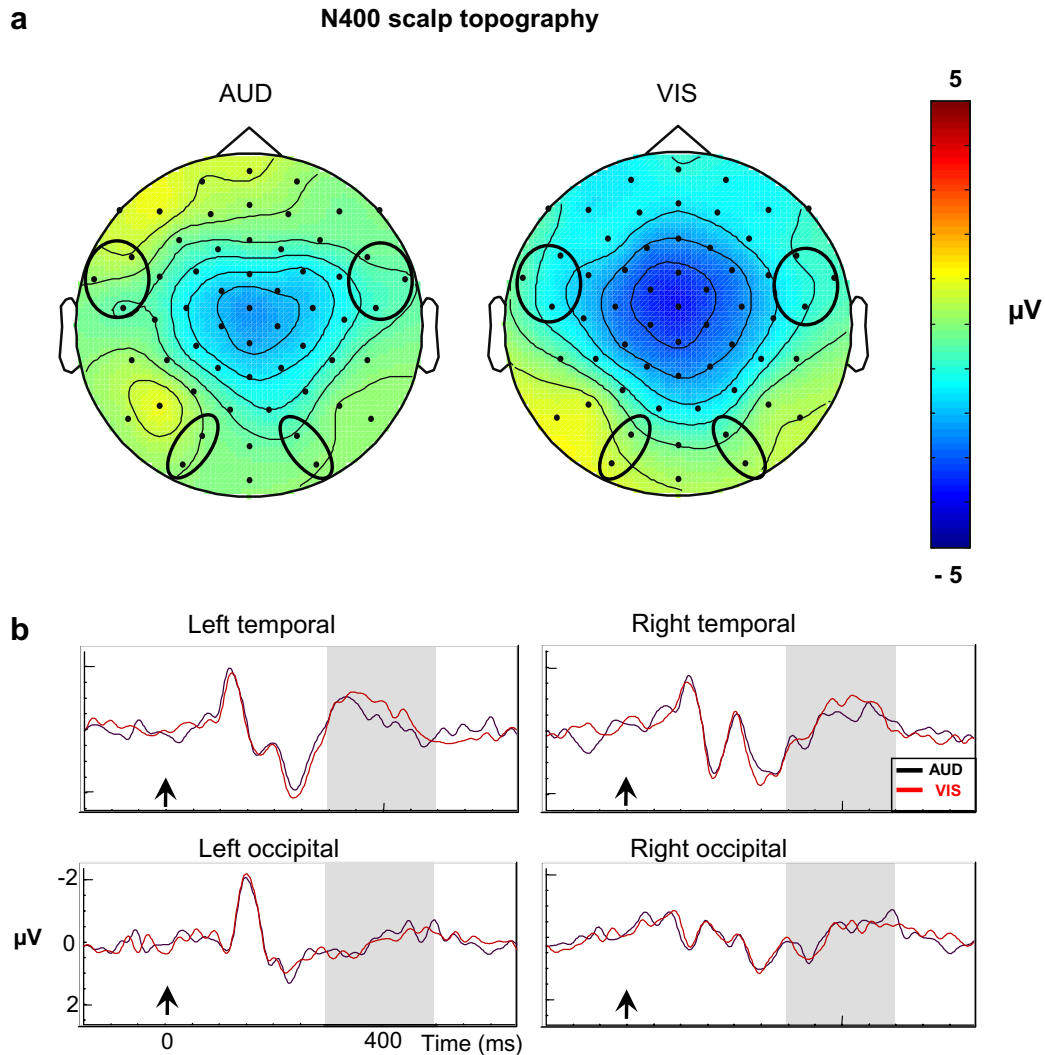 a
N400 scalp topography
AUD
VIS
5
µV
- 5
b
Left temporal
Right temporal
AUD
VIS
Left occipital
Right occipital
-2
µV
0
2
0
400
Time (ms)